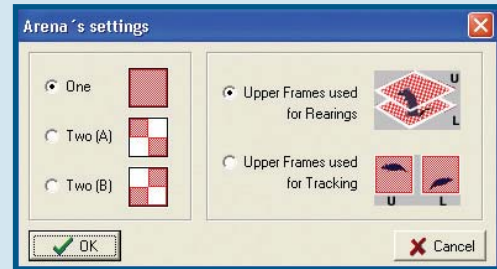 Arena´s settings
One
Two (A)
Two (B)
Upper Frames used
for Rearings
U
L
Upper Frames used
for Tracking
U L
OK
Cancel